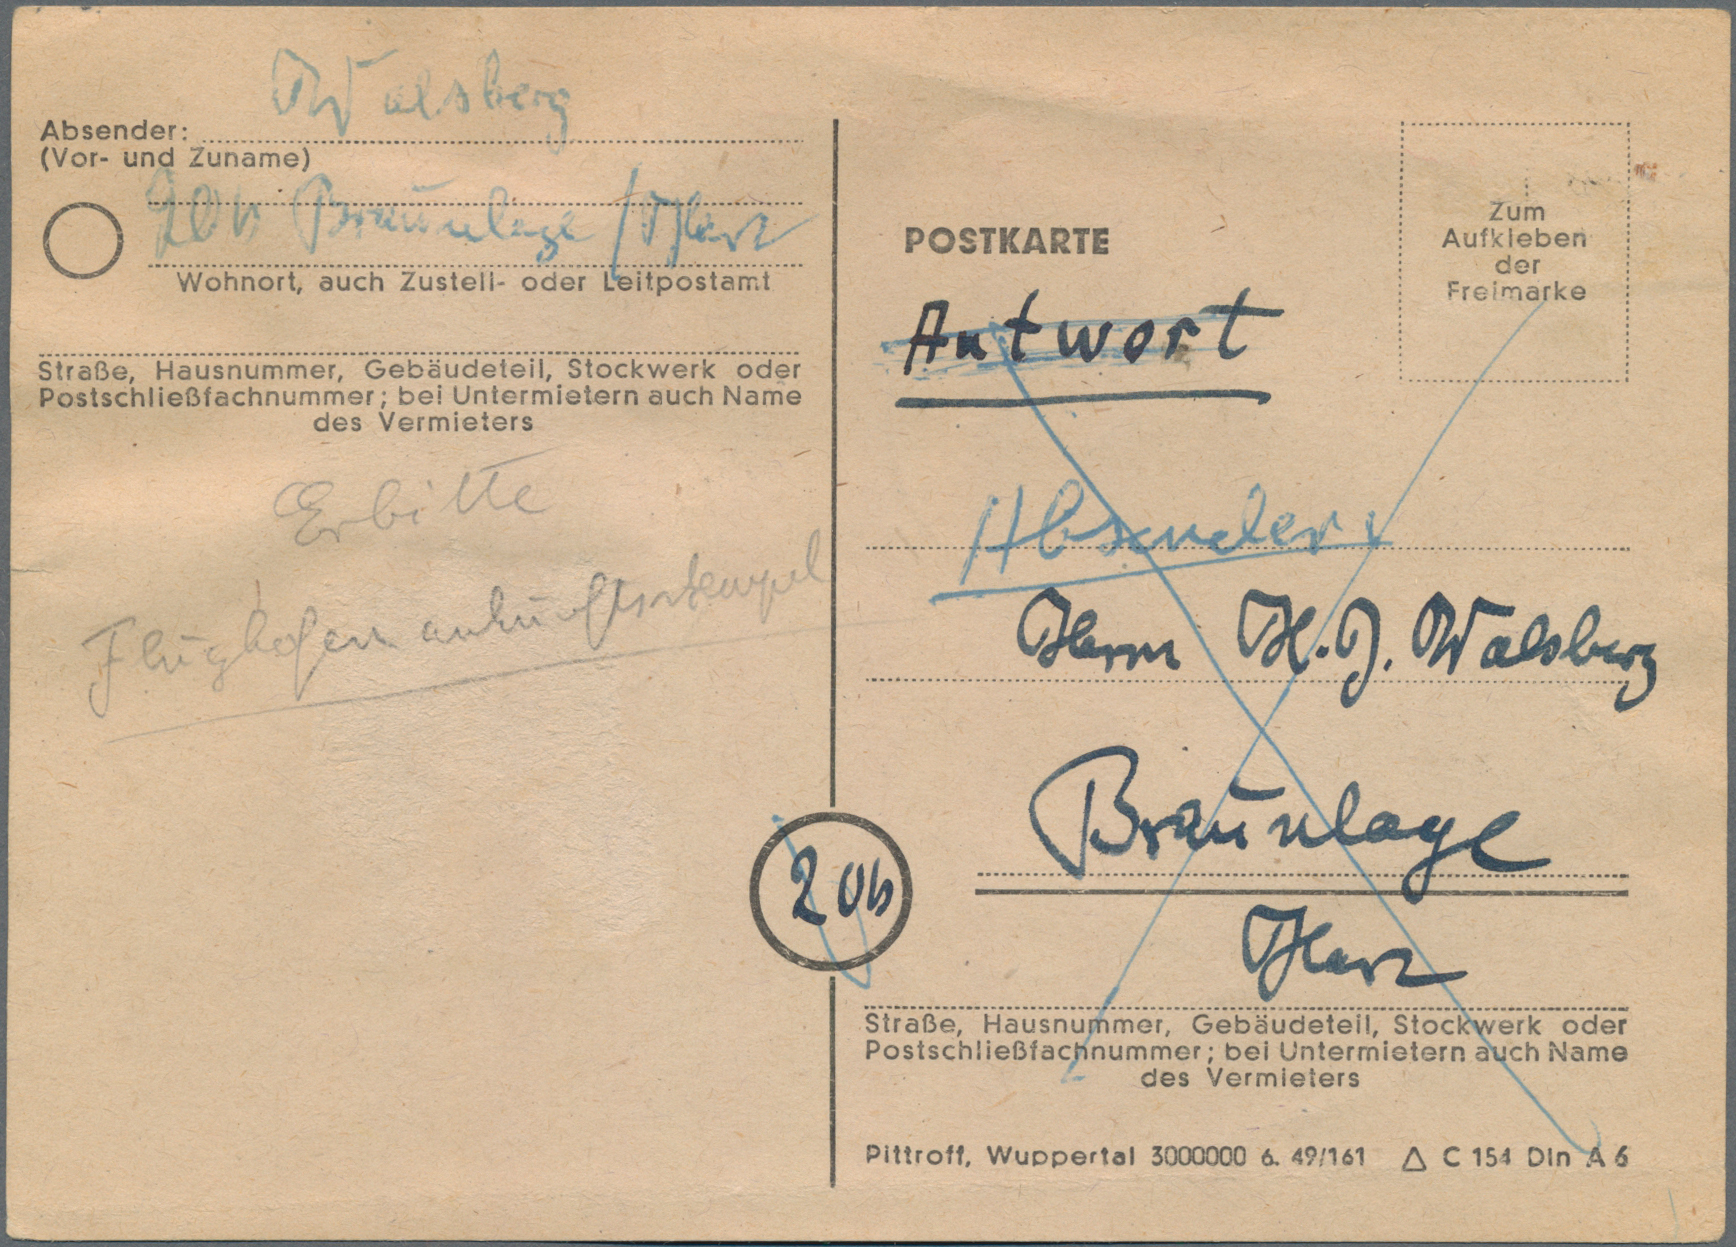 Walsberg
Absender:
(Vor- und Zuname)
20b Braunlage / Harz
Wohnort, auch Zustell- oder Leitpostamt
Straße, Hausnummer, Gebäudeteil, Stockwerk oder
Postschließfachnummer; bei Untermietern auch Name
des Vermieters
Erbitte
Flughafenankunftsstempel
POSTKARTE
Zum
Aufkleben
der
Freimarke
Antwort
Absender:
Herrn H. J. Walsberg
20b
Braunlage
Harz
Straße, Hausnummer, Gebäudeteil, Stockwerk oder
Postschließfachnummer; bei Untermietern auch Name
des Vermieters
Pittroff, Wuppertal 3000000 6. 49/161 △ C 154 Din A 6